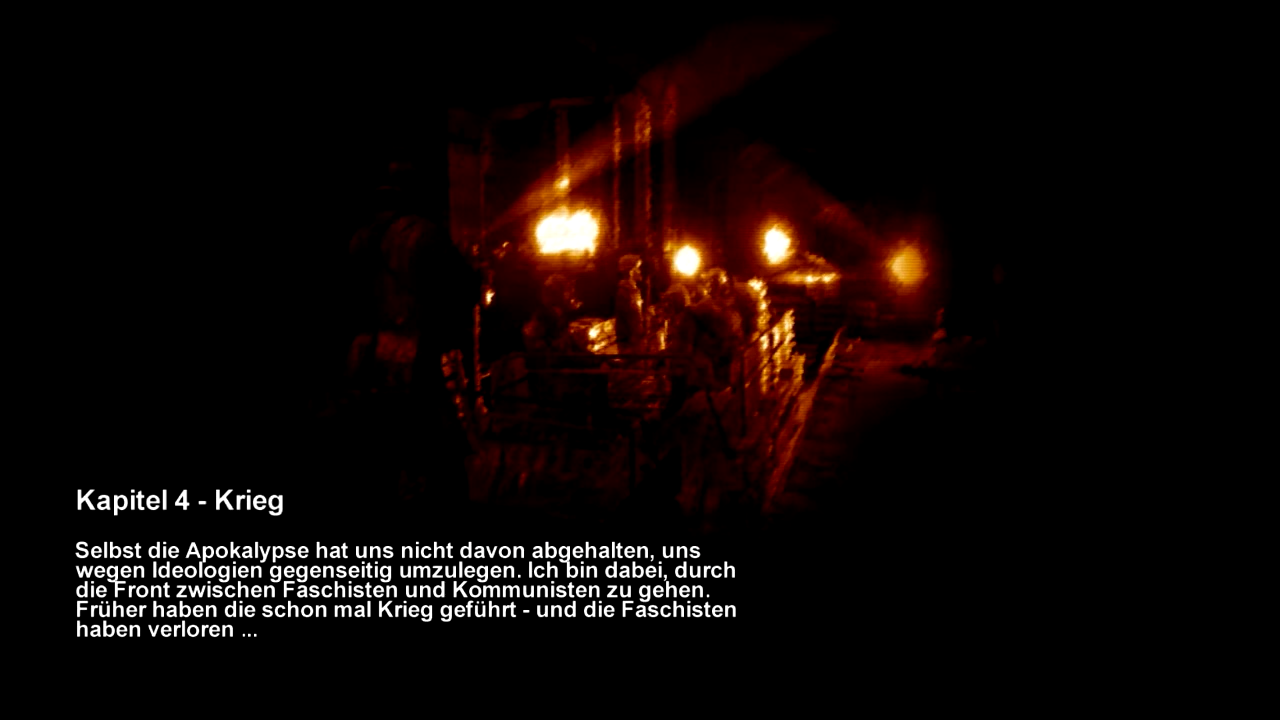 Kapitel 4 - Krieg
Selbst die Apokalypse hat uns nicht davon abgehalten, uns
wegen Ideologien gegenseitig umzulegen. Ich bin dabei, durch
die Front zwischen Faschisten und Kommunisten zu gehen.
Früher haben die schon mal Krieg geführt - und die Faschisten
haben verloren ...